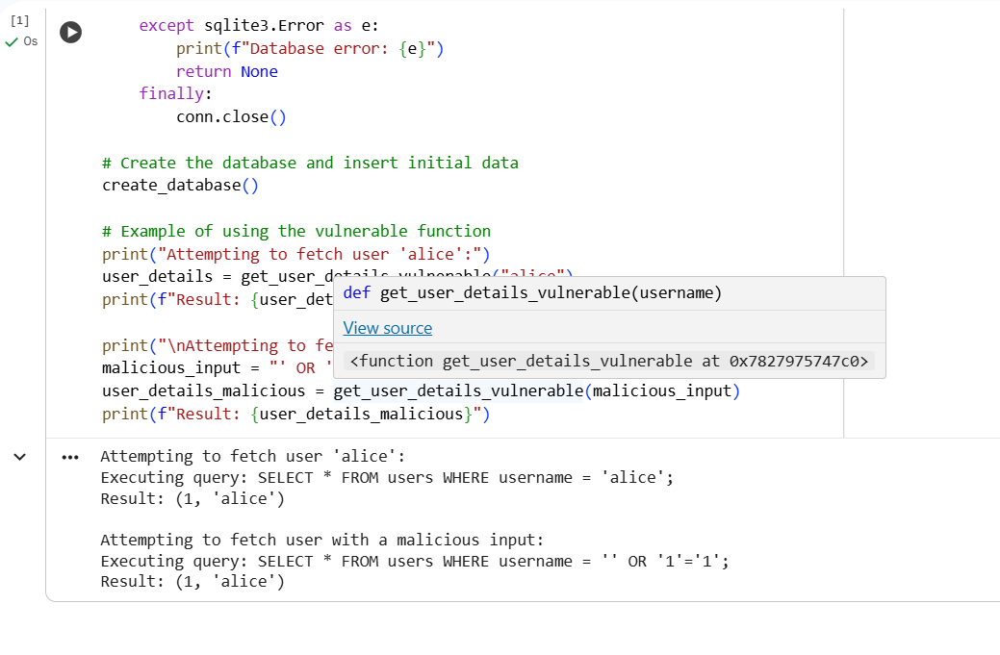 [1]
0s
except sqlite3.Error as e:
print(f"Database error: {e}")
return None
finally:
conn.close()
# Create the database and insert initial data
create_database()
# Example of using the vulnerable function
print("Attempting to fetch user 'alice':")
user_details = get_user_details_vulnerable("alice")
print(f"Result: {user_det
def get_user_details_vulnerable(username)
View source
<function get_user_details_vulnerable at 0x7827975747c0>
print("\nAttempting to fe
malicious_input = "' OR '
user_details_malicious = get_user_details_vulnerable(malicious_input)
print(f"Result: {user_details_malicious}")
Attempting to fetch user 'alice':
Executing query: SELECT * FROM users WHERE username = 'alice';
Result: (1, 'alice')
Attempting to fetch user with a malicious input:
Executing query: SELECT * FROM users WHERE username = '' OR '1'='1';
Result: (1, 'alice')